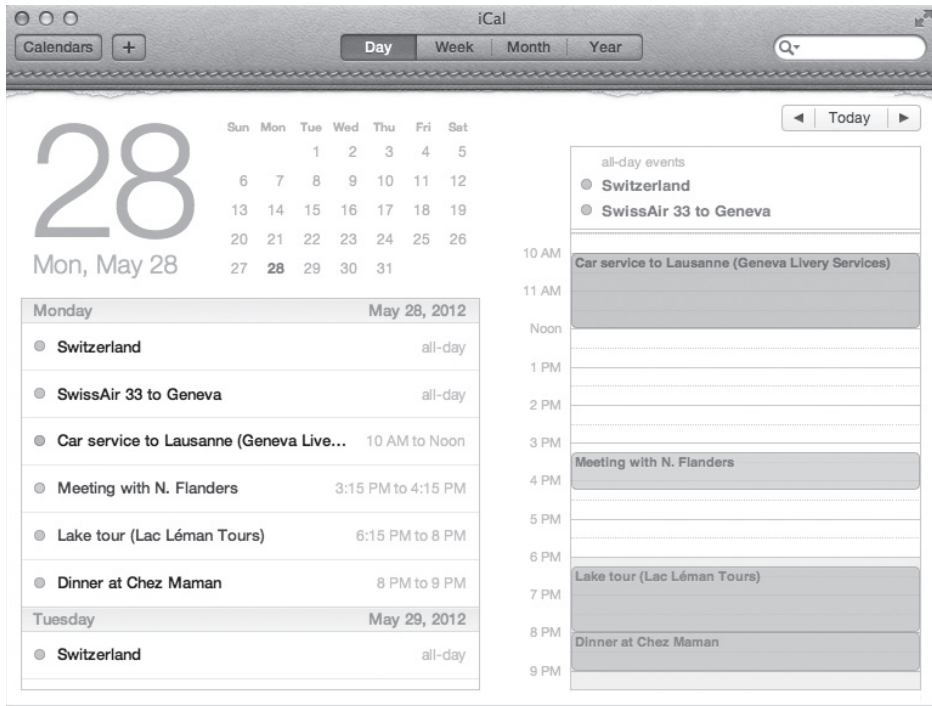 iCal
Calendars + Day Week Month Year
Today
28
Mon, May 28
Sun Mon Tue Wed Thu Fri Sat
1 2 3 4 5
6 7 8 9 10 11 12
13 14 15 16 17 18 19
20 21 22 23 24 25 26
27 28 29 30 31
Monday May 28, 2012
Switzerland all-day
SwissAir 33 to Geneva all-day
Car service to Lausanne (Geneva Live... 10 AM to Noon
Meeting with N. Flanders 3:15 PM to 4:15 PM
Lake tour (Lac Léman Tours) 6:15 PM to 8 PM
Dinner at Chez Maman 8 PM to 9 PM
Tuesday May 29, 2012
Switzerland all-day
all-day events
Switzerland
SwissAir 33 to Geneva
10 AM
Car service to Lausanne (Geneva Livery Services)
11 AM
Noon
1 PM
2 PM
3 PM
Meeting with N. Flanders
4 PM
5 PM
6 PM
Lake tour (Lac Léman Tours)
7 PM
8 PM
Dinner at Chez Maman
9 PM